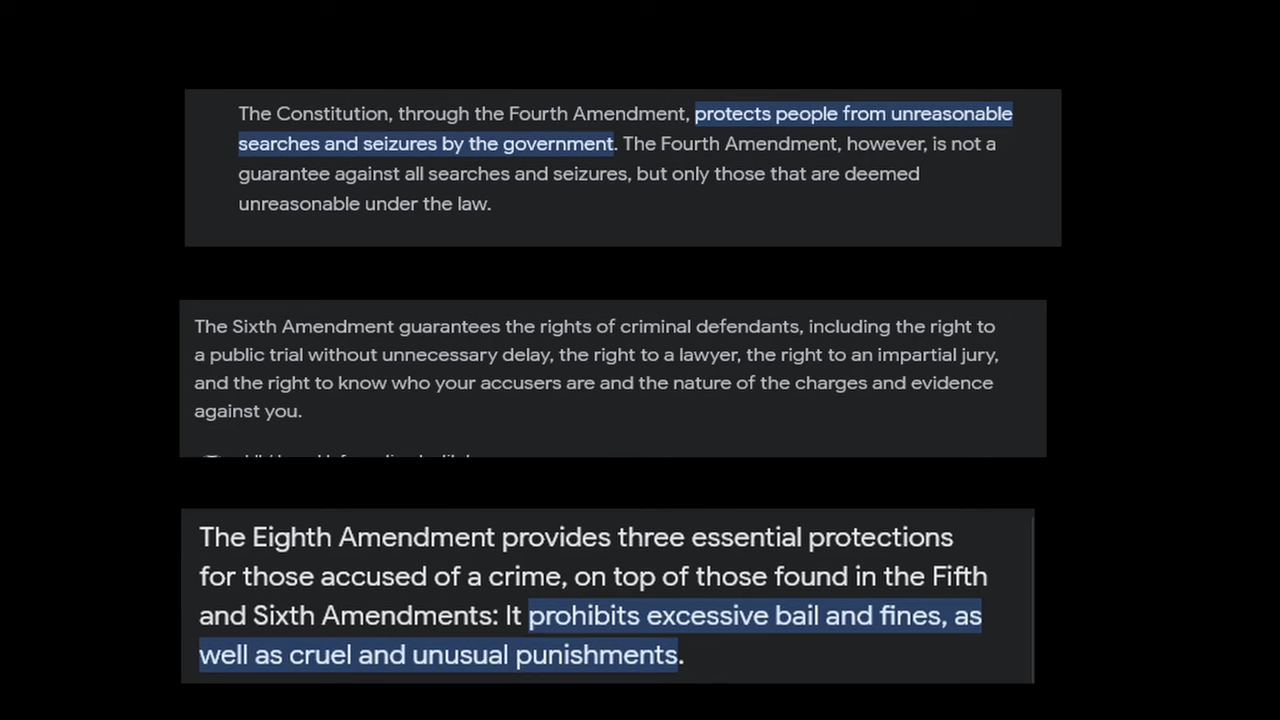 The Constitution, through the Fourth Amendment, protects people from unreasonable
searches and seizures by the government. The Fourth Amendment, however, is not a
guarantee against all searches and seizures, but only those that are deemed
unreasonable under the law.
The Sixth Amendment guarantees the rights of criminal defendants, including the right to
a public trial without unnecessary delay, the right to a lawyer, the right to an impartial jury,
and the right to know who your accusers are and the nature of the charges and evidence
against you.
The Eighth Amendment provides three essential protections
for those accused of a crime, on top of those found in the Fifth
and Sixth Amendments: It prohibits excessive bail and fines, as
well as cruel and unusual punishments.